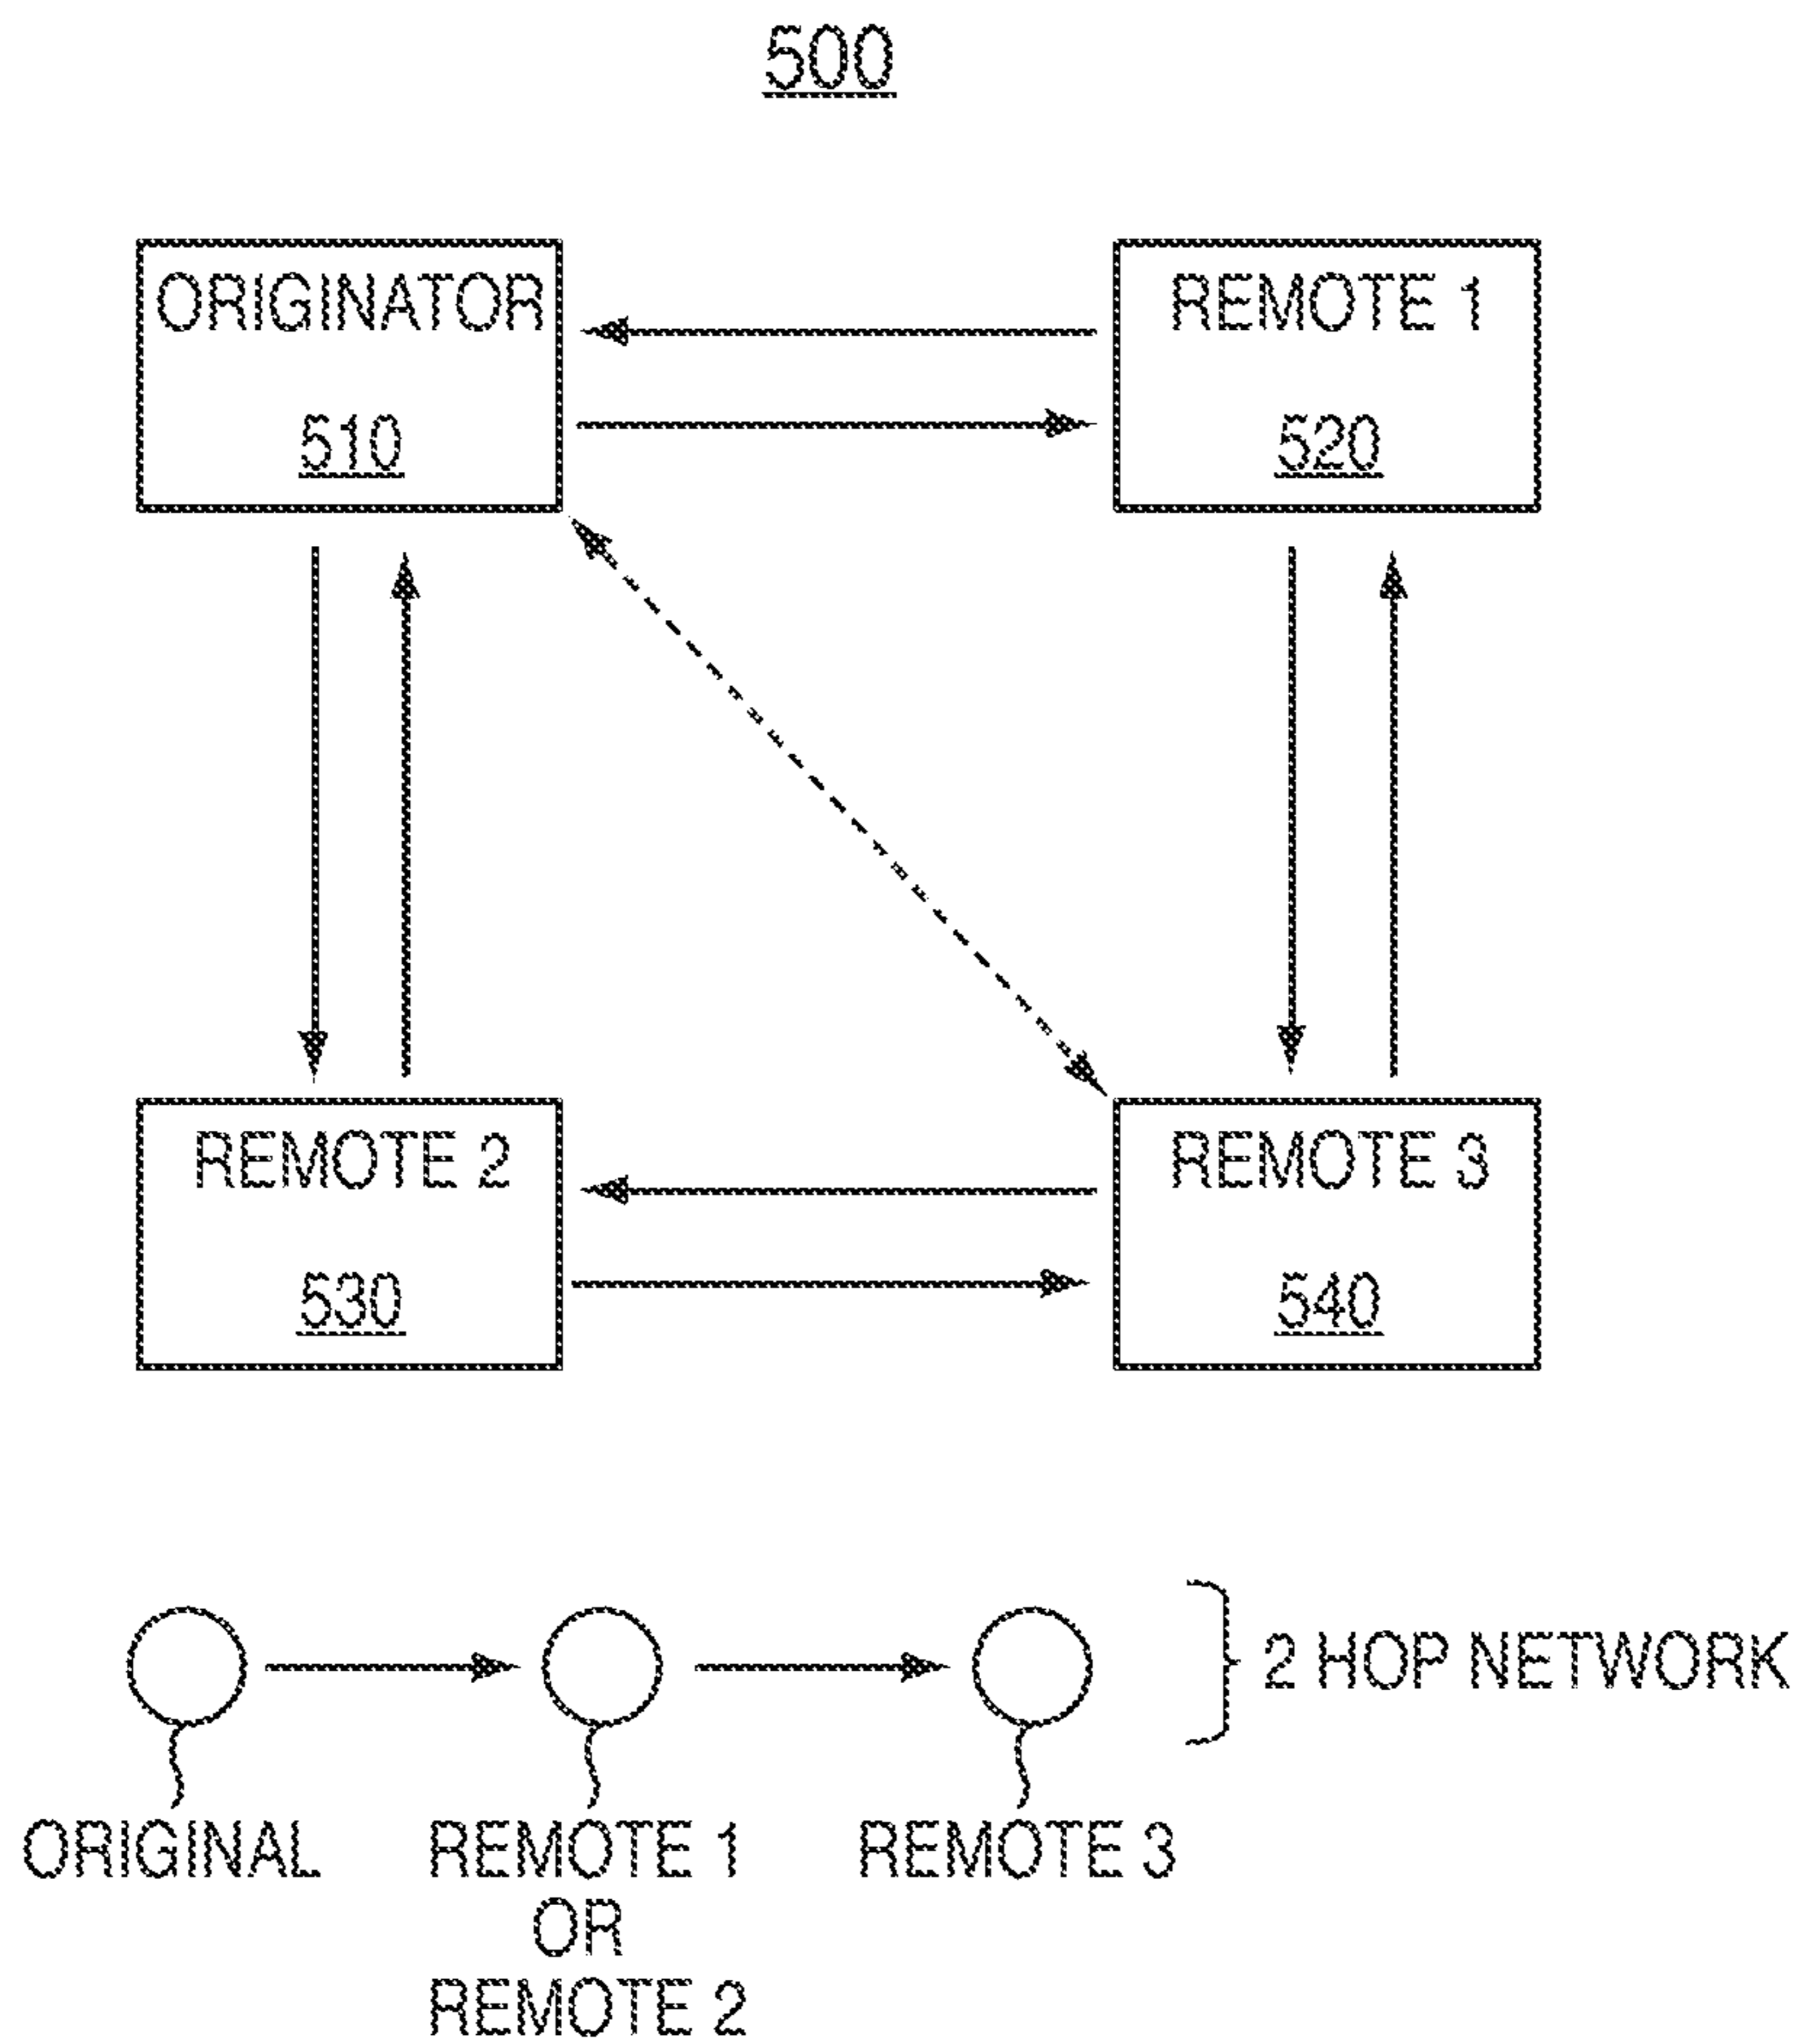 500
ORIGINATOR
510
REMOTE 1
520
REMOTE 2
530
REMOTE 3
540
2 HOP NETWORK
ORIGINAL
REMOTE 1
OR
REMOTE 2
REMOTE 3